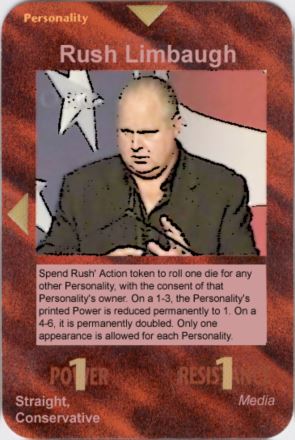 Personality
Rush Limbaugh
Spend Rush' Action token to roll one die for any
other Personality, with the consent of that
Personality's owner. On a 1-3, the Personality's
printed Power is reduced permanently to 1. On a
4-6, it is permanently doubled. Only one
appearance is allowed for each Personality.
POWER 1 RESISTANCE 1
Straight, Media
Conservative